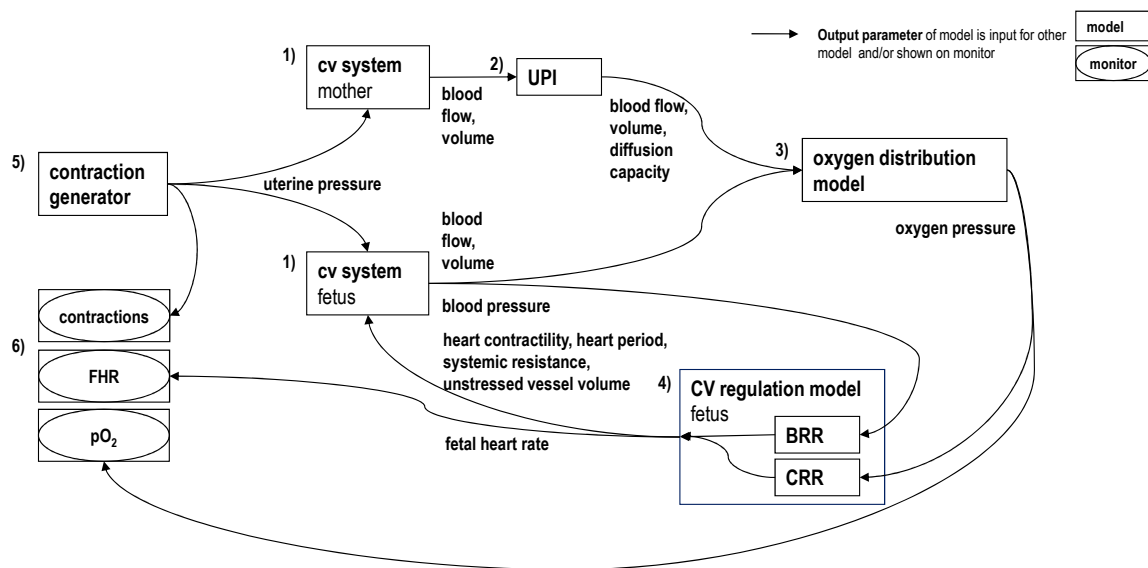 Output parameter of model is input for other
model and/or shown on monitor
model
monitor
1)
cv system
mother
2)
UPI
blood
flow,
volume
blood flow,
volume,
diffusion
capacity
3)
oxygen distribution
model
5)
contraction
generator
uterine pressure
oxygen pressure
blood
flow,
volume
1)
cv system
fetus
blood pressure
contractions
heart contractility, heart period,
systemic resistance,
unstressed vessel volume
6)
FHR
4)
CV regulation model
fetus
BRR
CRR
pO2
fetal heart rate